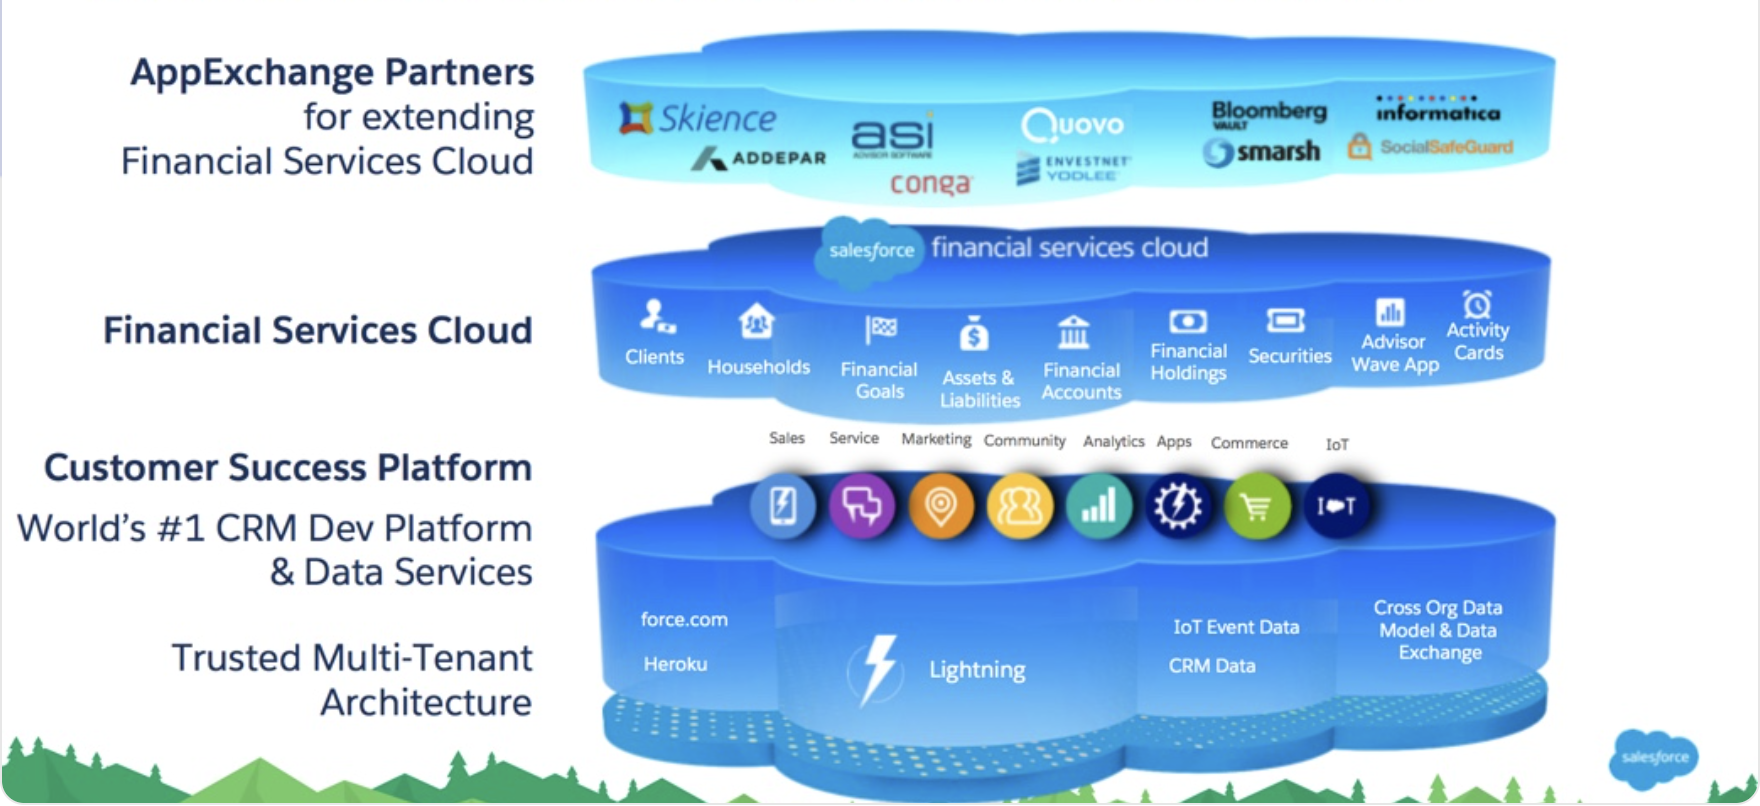 AppExchange Partners
for extending
Financial Services Cloud
Skience
ADDEPAR
asi
ADVISOR SOFTWARE
conga
Quovo
ENVESTNET
YODLEE
Bloomberg
VAULT
smarsh
informatica
SocialSafeGuard
salesforce financial services cloud
Financial Services Cloud
Clients
Households
Financial
Goals
Assets &
Liabilities
Financial
Accounts
Financial
Holdings
Securities
Advisor
Wave App
Activity
Cards
Customer Success Platform
World's #1 CRM Dev Platform
& Data Services
Trusted Multi-Tenant
Architecture
Sales Service Marketing Community Analytics Apps Commerce IoT
IoT
force.com
Heroku
Lightning
IoT Event Data
CRM Data
Cross Org Data
Model & Data
Exchange
salesforce